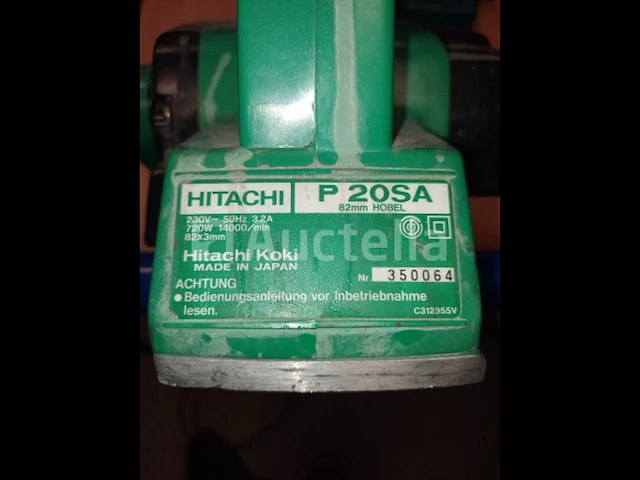 HITACHI
P 20SA
82mm HOBEL
230V~ 50Hz 3.2A
720W 14000/min
82x3mm
Auctelia
Hitachi Koki
MADE IN JAPAN
Nr. 350064
ACHTUNG
• Bedienungsanleitung vor Inbetriebnahme
lesen.
C312955V